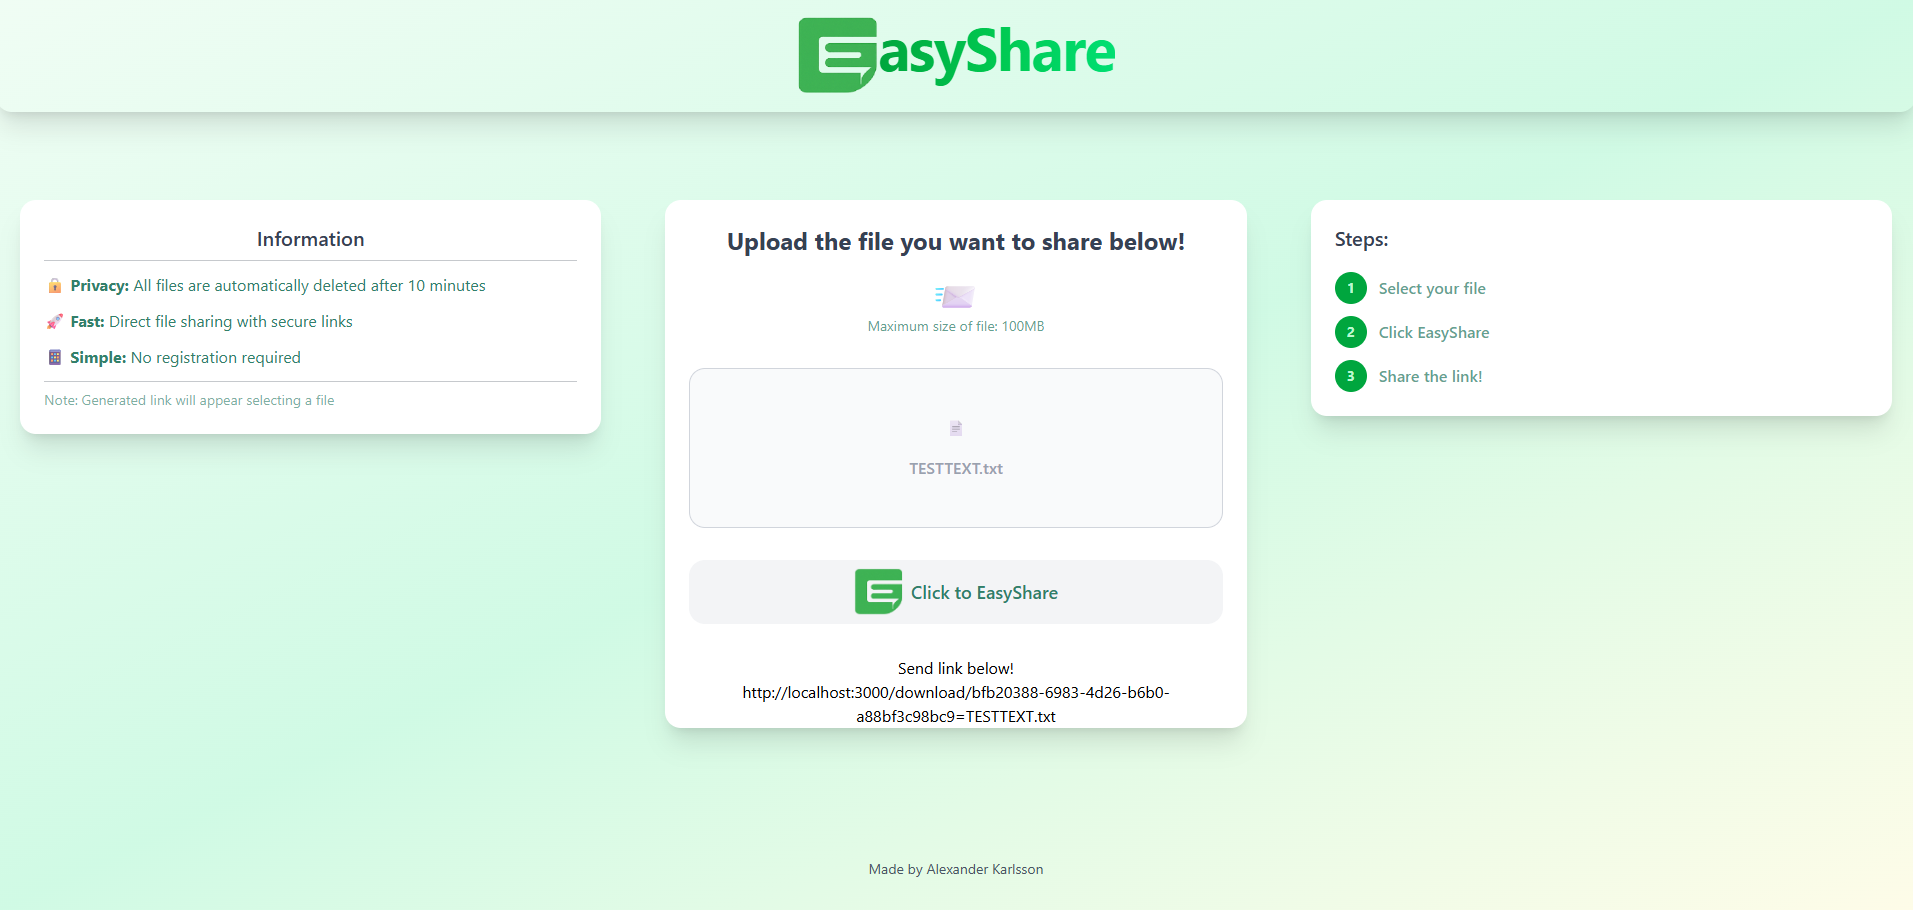 EasyShare
Information
Privacy: All files are automatically deleted after 10 minutes
Fast: Direct file sharing with secure links
Simple: No registration required
Note: Generated link will appear selecting a file
Upload the file you want to share below!
Maximum size of file: 100MB
TESTTEXT.txt
Click to EasyShare
Send link below!
http://localhost:3000/download/bfb20388-6983-4d26-b6b0-
a88bf3c98bc9=TESTTEXT.txt
Steps:
1 Select your file
2 Click EasyShare
3 Share the link!
Made by Alexander Karlsson